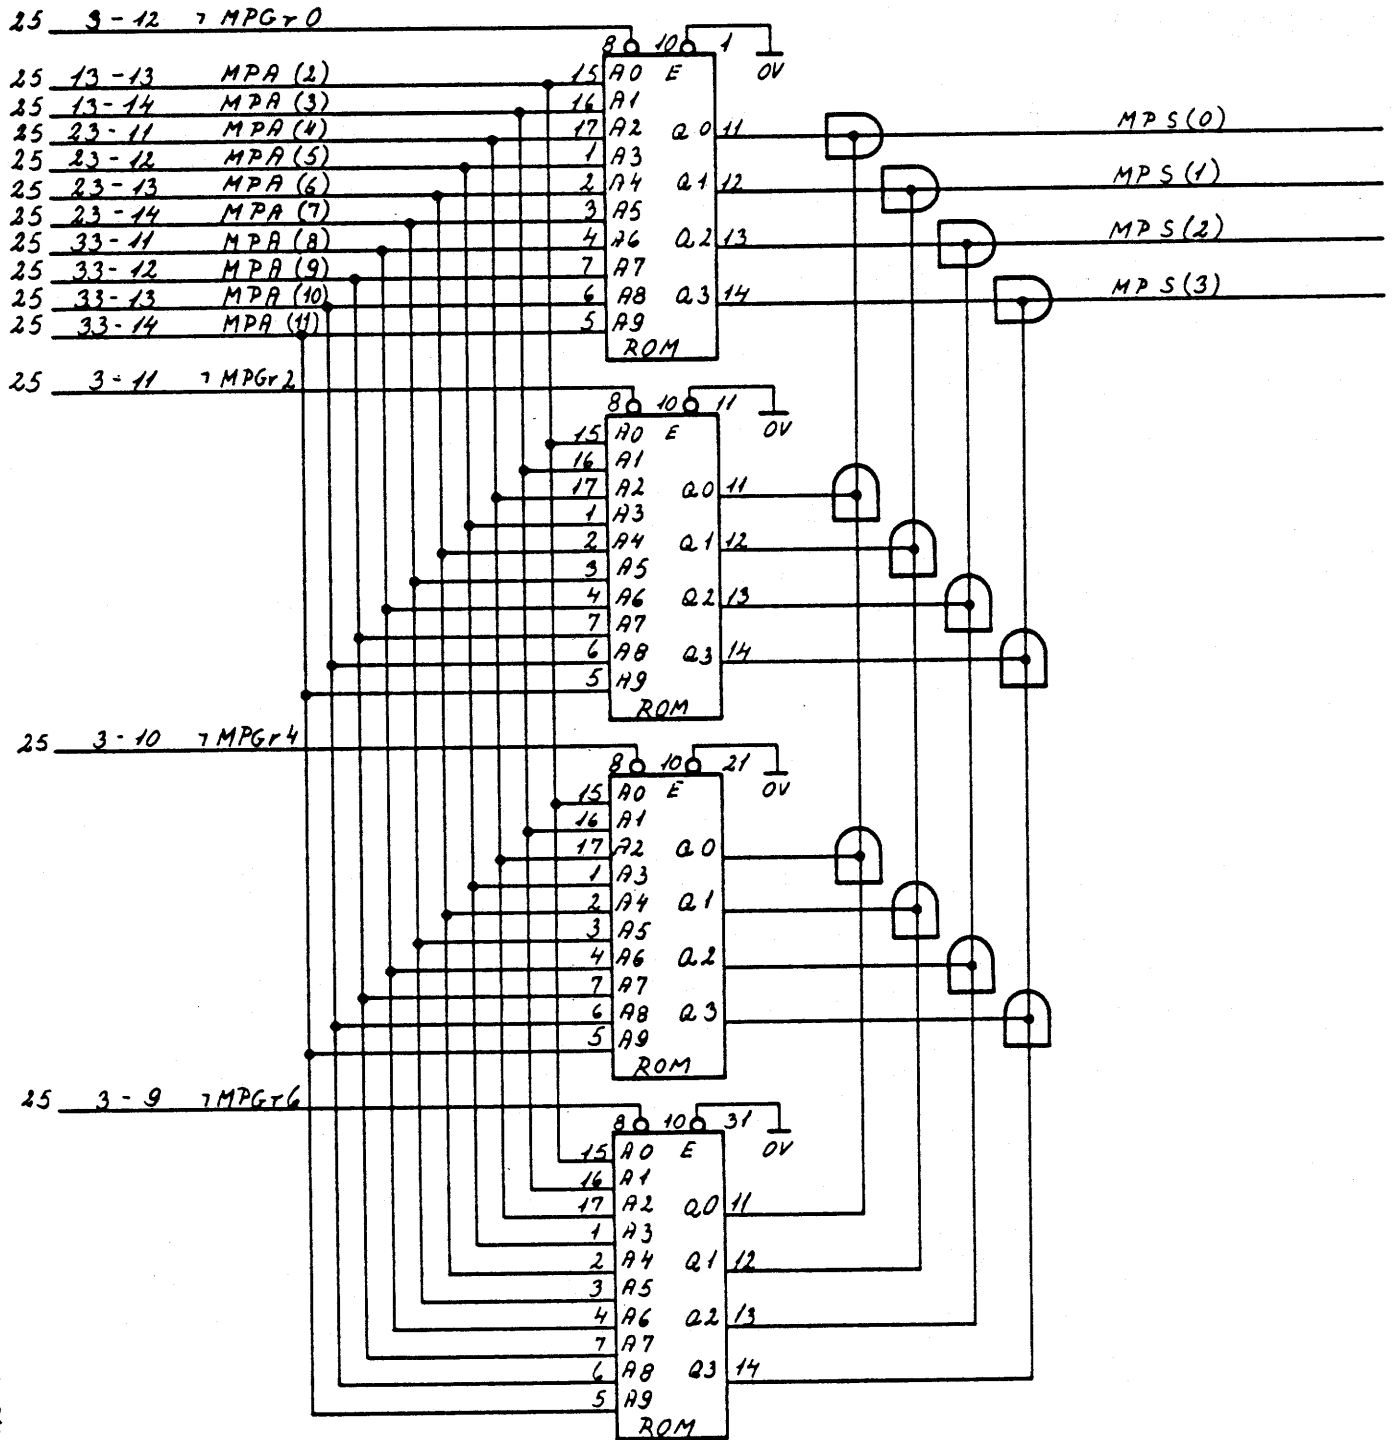 25 3-12 ¬MPGr0
8 10 1
0V
25 13-13 MPA(2) 15 A0 E
25 13-14 MPA(3) 16 A1
25 23-11 MPA(4) 17 A2 Q0 11 MPS(0)
25 23-12 MPA(5) 1 A3
25 23-13 MPA(6) 2 A4 Q1 12 MPS(1)
25 23-14 MPA(7) 3 A5
25 33-11 MPA(8) 4 A6 Q2 13 MPS(2)
25 33-12 MPA(9) 7 A7
25 33-13 MPA(10) 6 A8 Q3 14 MPS(3)
25 33-14 MPA(11) 5 A9
ROM
25 3-11 ¬MPGr2
8 10 11
0V
15 A0 E
16 A1
17 A2 Q0 11
1 A3
2 A4 Q1 12
3 A5
4 A6 Q2 13
7 A7
6 A8 Q3 14
5 A9
ROM
25 3-10 ¬MPGr4
8 10 21
0V
15 A0 E
16 A1
17 A2 Q0
1 A3
2 A4 Q1
3 A5
4 A6 Q2
7 A7
6 A8 Q3
5 A9
ROM
25 3-9 ¬MPGr6
8 10 31
0V
15 A0 E
16 A1
17 A2 Q0 11
1 A3
2 A4 Q1 12
3 A5
4 A6 Q2 13
7 A7
6 A8 Q3 14
5 A9
ROM